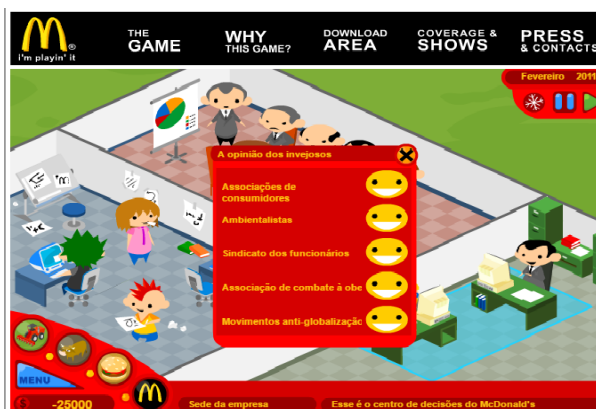 i'm playin' it
THE
GAME
WHY
THIS GAME?
DOWNLOAD
AREA
COVERAGE &
SHOWS
PRESS
& CONTACTS
Fevereiro 2011
A opinião dos invejosos
Associações de
consumidores
Ambientalistas
Sindicato dos funcionários
Associação de combate à obe
Movimentos anti-globalizaçã
MENU
-25000
Sede da empresa
Esse é o centro de decisões do McDonald's